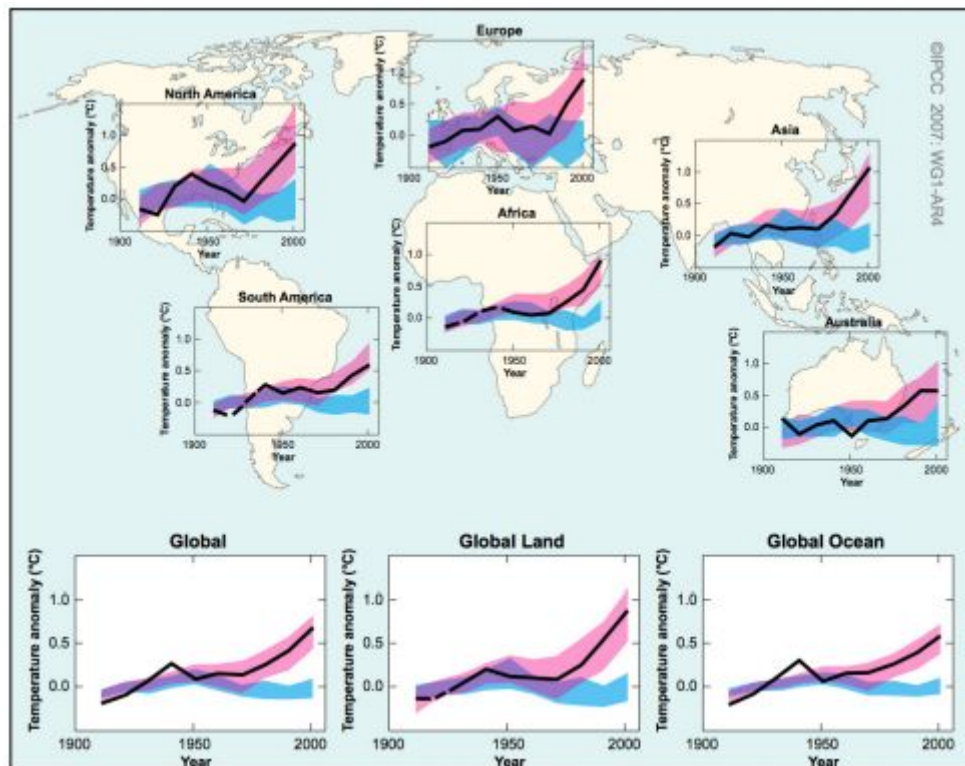 Europe
Temperature anomaly (°C)
0.5
0.0
1900
1950
2000
Year
©IPCC 2007: WG1-AR4
North America
Temperature anomaly (°C)
1.0
0.5
0.0
1900
1950
2000
Year
Asia
Temperature anomaly (°C)
1.0
0.5
0.0
1900
1950
2000
Year
Africa
Temperature anomaly (°C)
1.0
0.5
0.0
1900
1950
2000
Year
South America
Temperature anomaly (°C)
1.0
0.5
0.0
1900
1950
2000
Year
Australia
Temperature anomaly (°C)
1.0
0.5
0.0
1900
1950
2000
Year
Global
Temperature anomaly (°C)
1.0
0.5
0.0
1900
1950
2000
Year
Global Land
Temperature anomaly (°C)
1.0
0.5
0.0
1900
1950
2000
Year
Global Ocean
Temperature anomaly (°C)
1.0
0.5
0.0
1900
1950
2000
Year